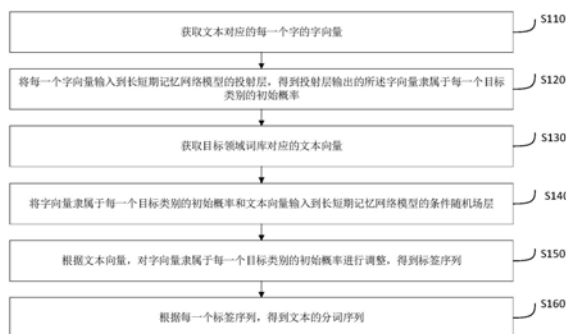 获取文本对应的每一个字的字向量
S110
将每一个字向量输入到长短期记忆网络模型的投射层，得到投射层输出的所述字向量隶属于每一个目标
类别的初始概率
S120
获取目标领域词库对应的文本向量
S130
将字向量隶属于每一个目标类别的初始概率和文本向量输入到长短期记忆网络模型的条件随机场层
S140
根据文本向量，对字向量隶属于每一个目标类别的初始概率进行调整，得到标签序列
S150
根据每一个标签序列，得到文本的分词序列
S160